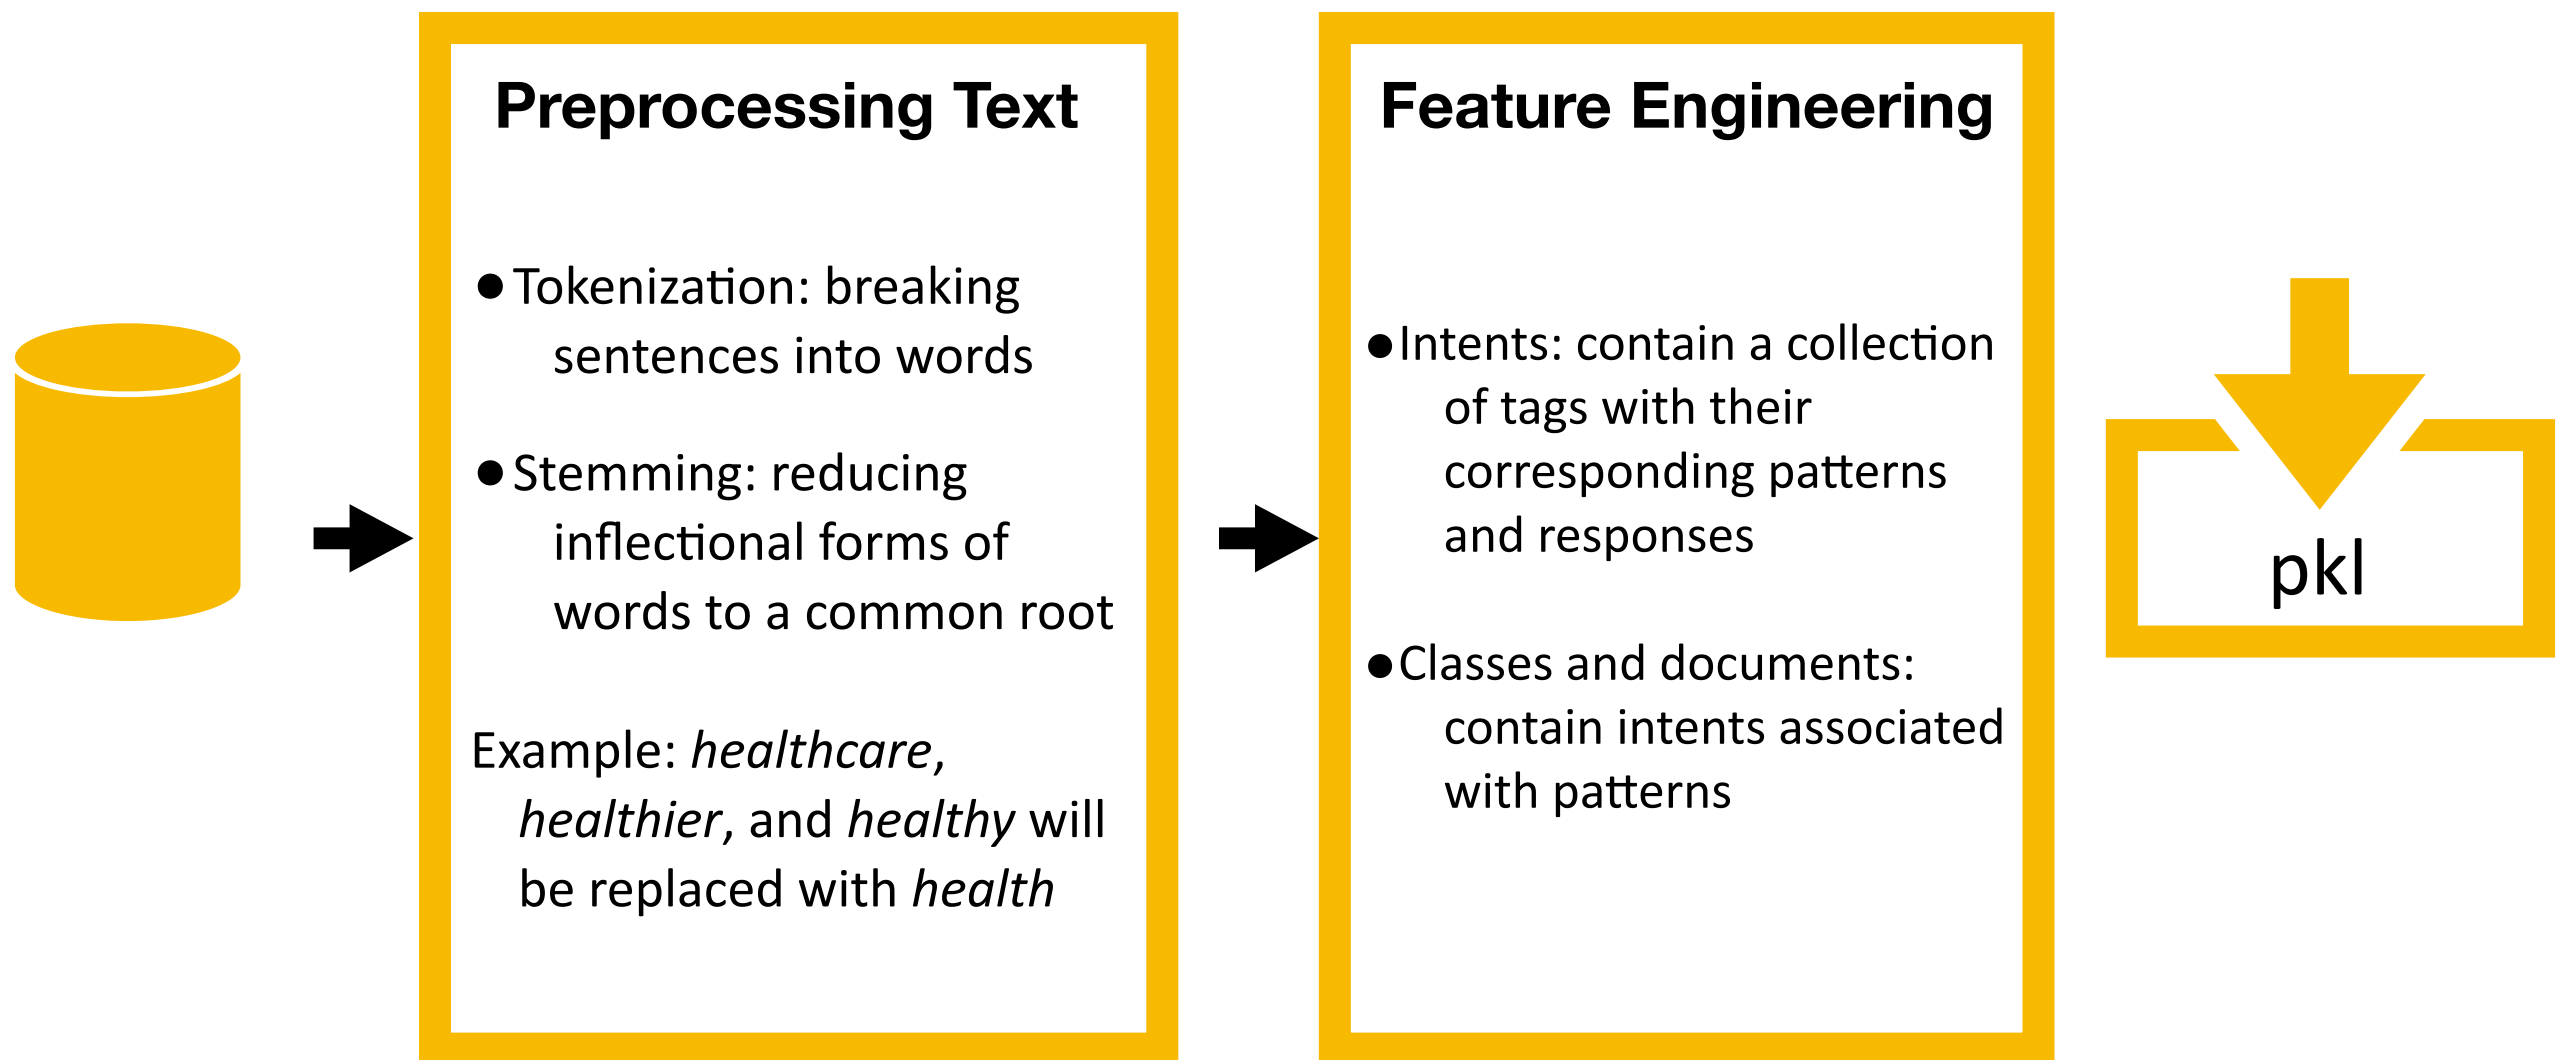 Preprocessing Text
●Tokenization: breaking
sentences into words
●Stemming: reducing
inflectional forms of
words to a common root
Example: healthcare,
healthier, and healthy will
be replaced with health
Feature Engineering
●Intents: contain a collection
of tags with their
corresponding patterns
and responses
●Classes and documents:
contain intents associated
with patterns
pkl